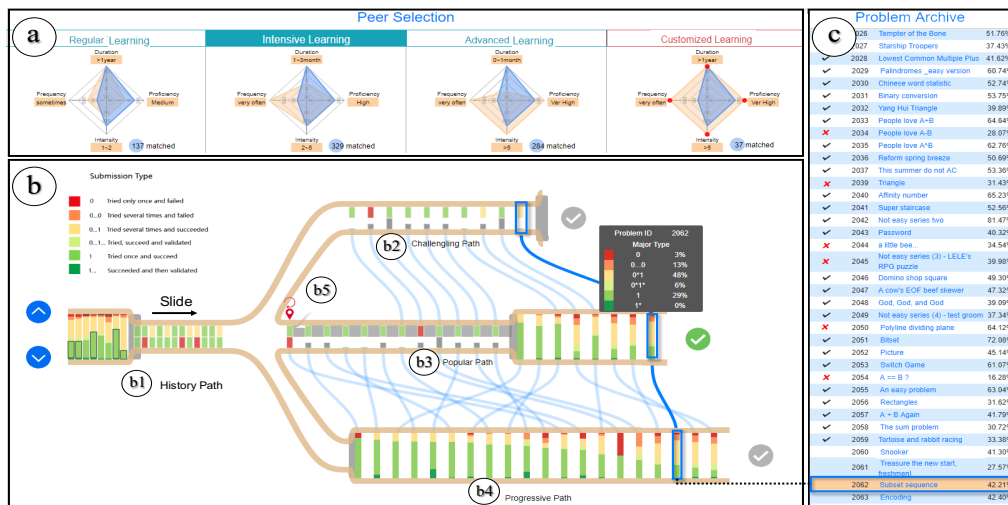 Peer Selection
a
Regular Learning
Duration
>1year
Frequency
sometimes
Proficiency
Medium
Intensity
1~2
137 matched
Intensive Learning
Duration
1~3month
Frequency
very often
Proficiency
High
Intensity
2~5
329 matched
Advanced Learning
Duration
0~1month
Frequency
very often
Proficiency
Ver High
Intensity
>5
264 matched
Customized Learning
Duration
>1year
Frequency
very often
Proficiency
Ver High
Intensity
>5
37 matched
b
Submission Type
0 Tried only once and failed
0...0 Tried several times and failed
0...1 Tried several times and succeeded
0...1... Tried, succeed and validated
1 Tried once and succeed
1... Succeeded and then validated
b2
Challengling Path
Problem ID 2062
Major Type
0 3%
0...0 13%
0*1 48%
0*1* 6%
1 29%
1* 0%
b5
Slide
b1
History Path
b3
Popular Path
b4
Progressive Path
c
Problem Archive
026 Tempter of the Bone 51.76%
027 Starship Troopers 37.43%
2028 Lowest Common Multiple Plus 41.62%
2029 Palindromes _easy version 60.74%
2030 Chinese word statistic 52.74%
2031 Binary conversion 53.75%
2032 Yang Hui Triangle 39.89%
2033 People love A+B 64.64%
2034 People love A-B 28.07%
2035 People love A^B 62.76%
2036 Reform spring breeze 50.69%
2037 This summer do not AC 53.36%
2039 Triangle 31.43%
2040 Affinity number 65.23%
2041 Super staircase 52.56%
2042 Not easy series two 81.47%
2043 Password 40.32%
2044 a little bee... 34.54%
2045 Not easy series (3) - LELE's
RPG puzzle 39.98%
2046 Domino shop square 49.30%
2047 A cow's EOF beef skewer 47.32%
2048 God, God, and God 39.09%
2049 Not easy series (4) - test groom 37.34%
2050 Polyline dividing plane 64.12%
2051 Bitset 72.08%
2052 Picture 45.14%
2053 Switch Game 61.07%
2054 A == B ? 16.28%
2055 An easy problem 63.04%
2056 Rectangles 31.62%
2057 A + B Again 41.79%
2058 The sum problem 30.72%
2059 Tortoise and rabbit racing 33.38%
2060 Snooker 41.30%
2061 Treasure the new start,
freshmen! 27.57%
2062 Subset sequence 42.21%
2063 Encoding 42.40%